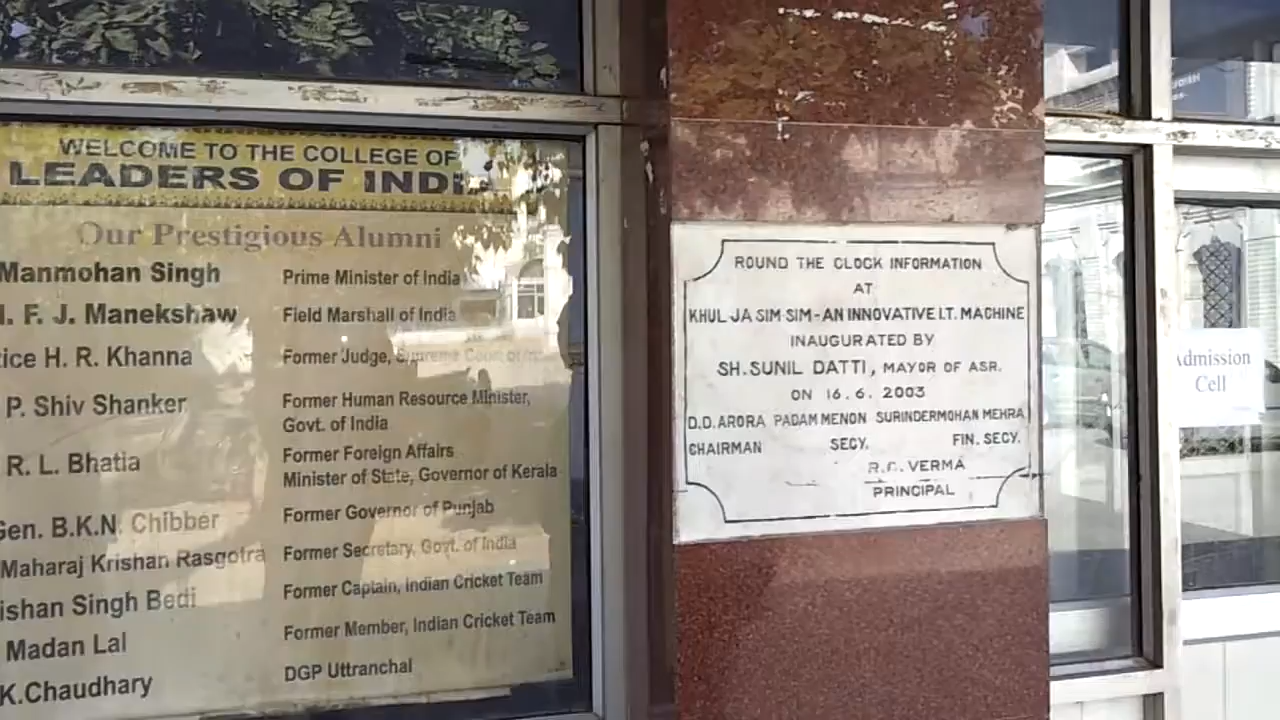 WELCOME TO THE COLLEGE OF
LEADERS OF INDIA
Our Prestigious Alumni
Manmohan Singh Prime Minister of India
F. J. Manekshaw Field Marshall of India
H. R. Khanna Former Judge, Supreme Court of
P. Shiv Shanker Former Human Resource Minister,
Govt. of India
R. L. Bhatia Former Foreign Affairs
Minister of State, Governor of Kerala
Gen. B.K.N. Chibber Former Governor of Punjab
Maharaj Krishan Rasgotra Former Secretary, Govt. of India
ishan Singh Bedi Former Captain, Indian Cricket Team
Madan Lal Former Member, Indian Cricket Team
K.Chaudhary DGP Uttranchal
ROUND THE CLOCK INFORMATION
AT
KHUL JA SIM-SIM-AN INNOVATIVE I.T. MACHINE
INAUGURATED BY
SH. SUNIL DATTI, MAYOR OF ASR.
ON 16.6.2003
D.D. ARORA PADAM MENON SURINDERMOHAN MEHRA
CHAIRMAN SECY. FIN. SECY.
R.C. VERMA
PRINCIPAL
Admission
Cell